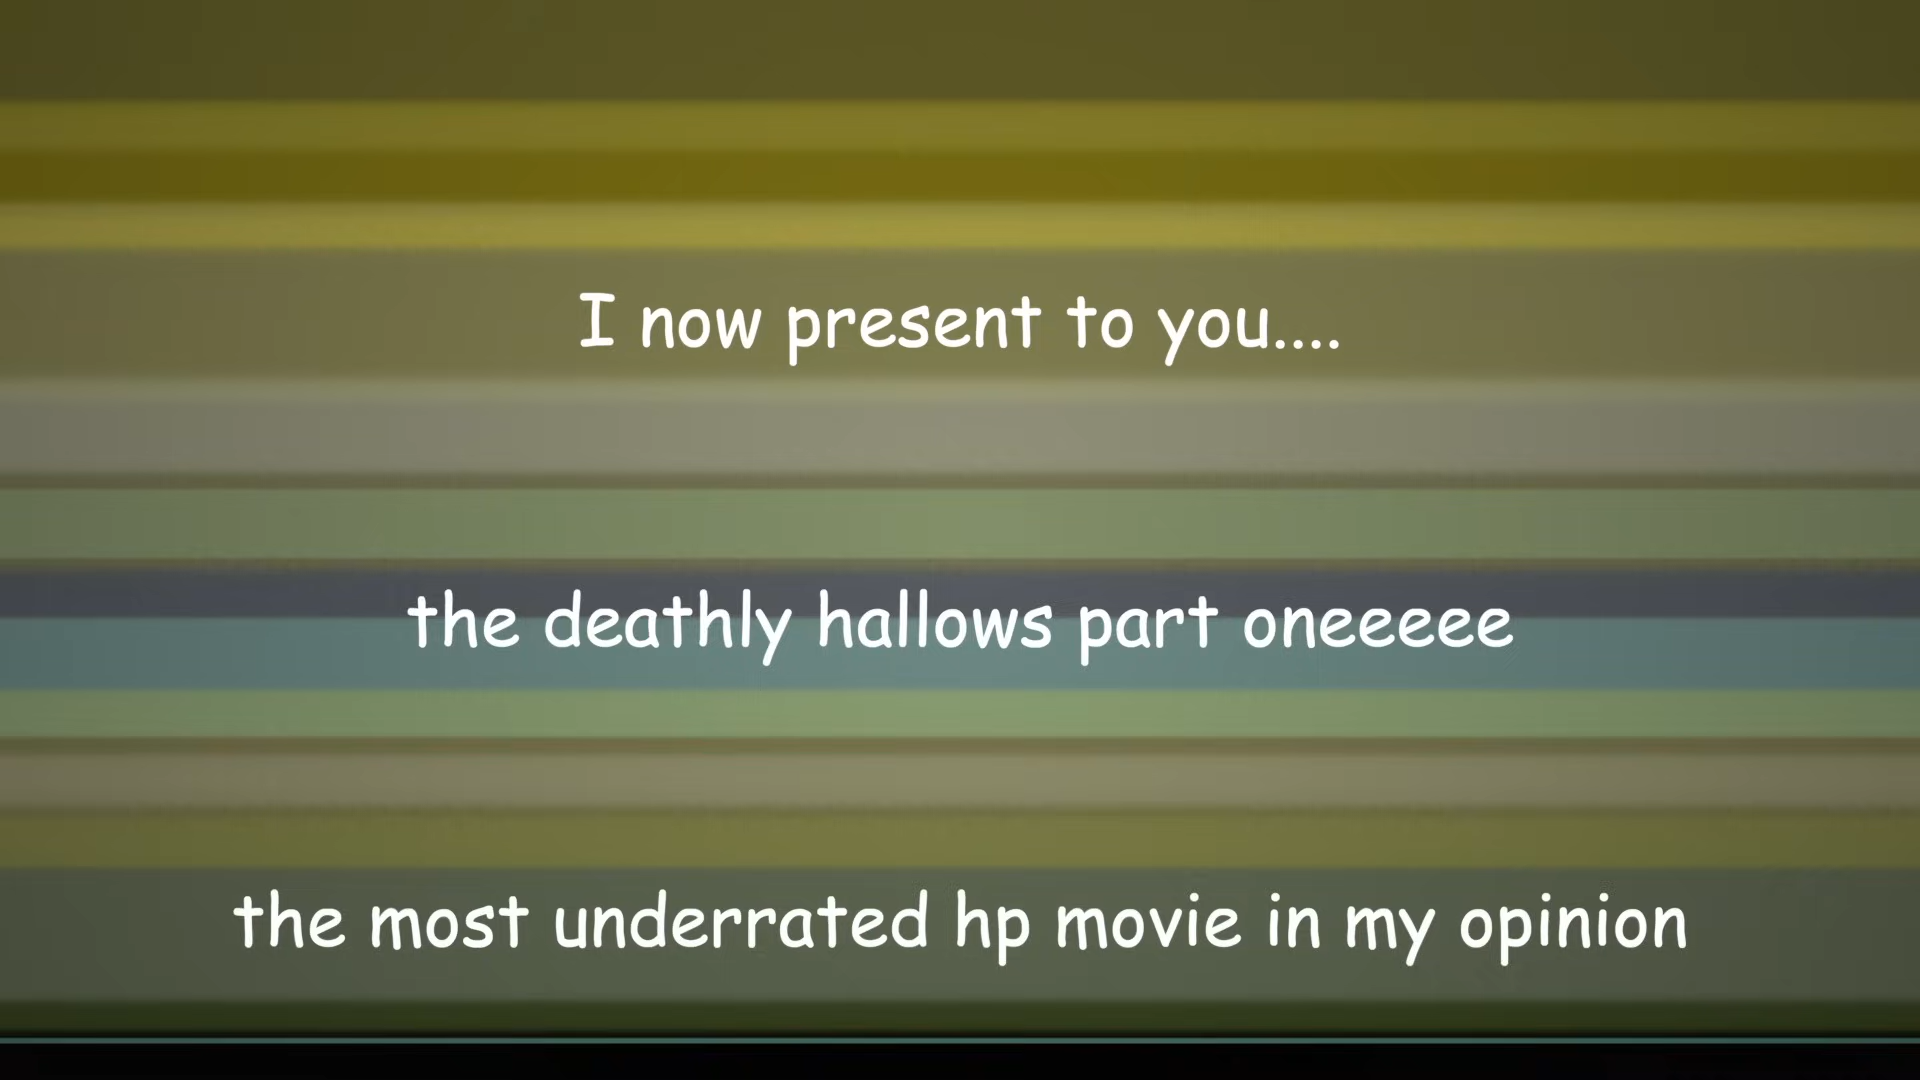 I now present to you....
the deathly hallows part oneeeee
the most underrated hp movie in my opinion